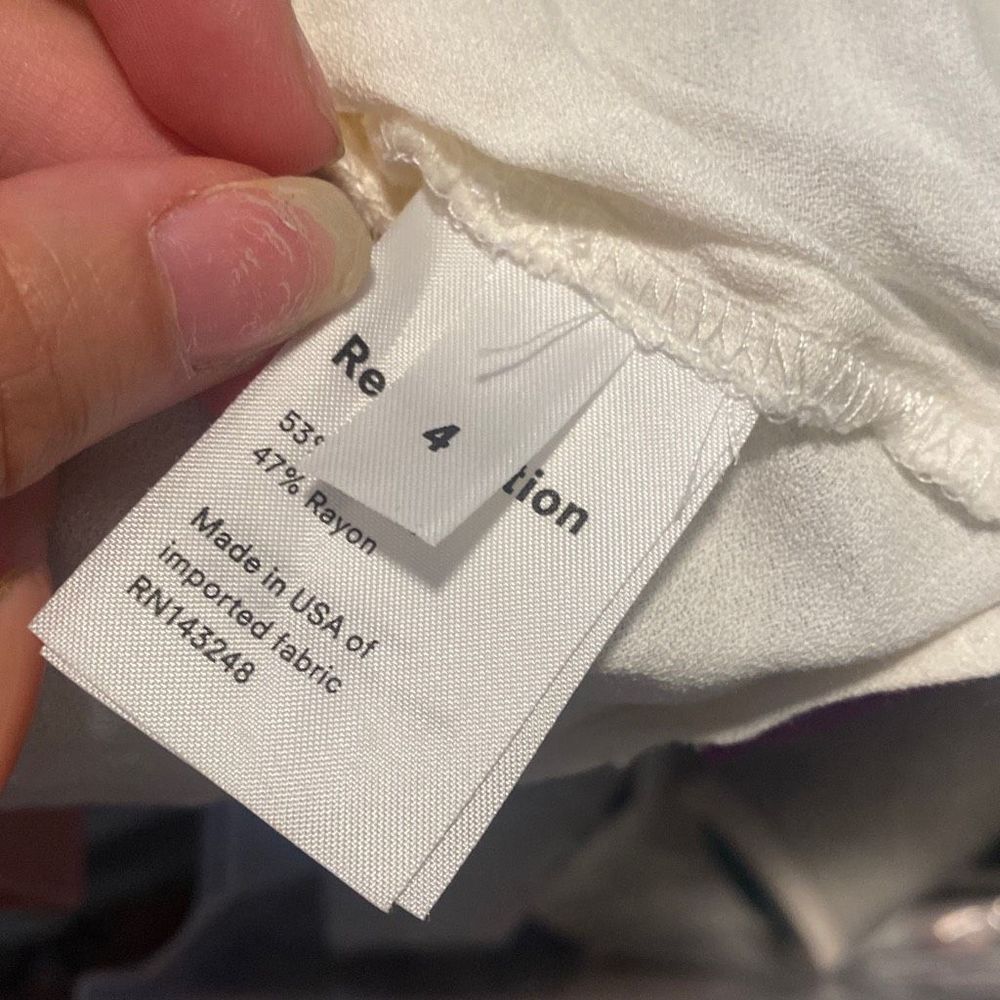 4
Re tion
53%
47% Rayon
Made in USA of
imported fabric
RN143248